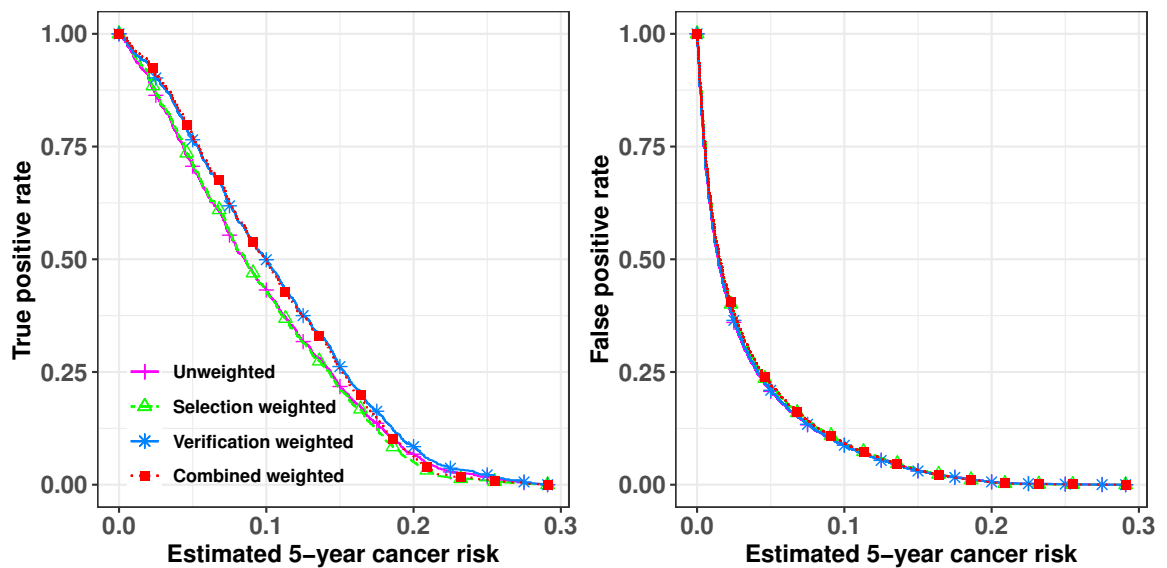 True positive rate
1.00
0.75
0.50
0.25
0.00
Unweighted
Selection weighted
Verification weighted
Combined weighted
0.0 0.1 0.2 0.3
Estimated 5−year cancer risk
False positive rate
1.00
0.75
0.50
0.25
0.00
0.0 0.1 0.2 0.3
Estimated 5−year cancer risk